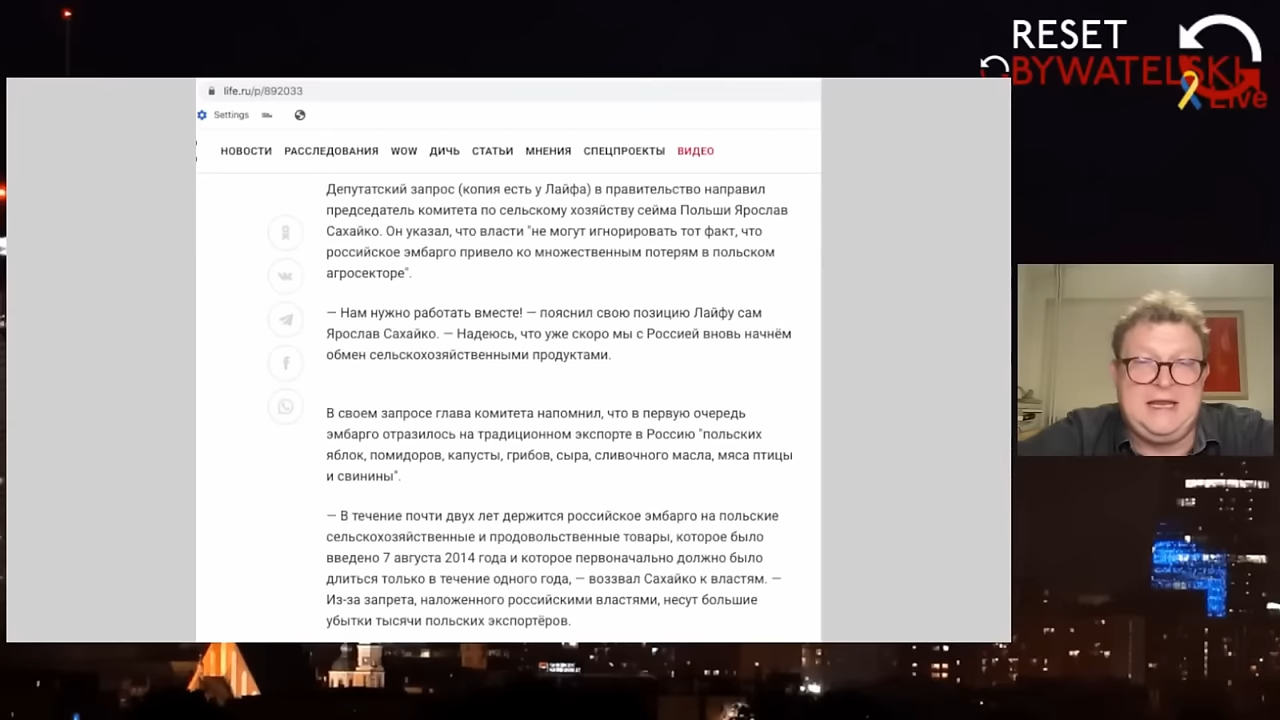 RESET
OBYWATELSKI
Live
life.ru/p/892033
Settings
НОВОСТИ РАССЛЕДОВАНИЯ WOW ДИЧЬ СТАТЬИ МНЕНИЯ СПЕЦПРОЕКТЫ ВИДЕО
Депутатский запрос (копия есть у Лайфа) в правительство направил
председатель комитета по сельскому хозяйству сейма Польши Ярослав
Сахайко. Он указал, что власти "не могут игнорировать тот факт, что
российское эмбарго привело ко множественным потерям в польском
агросекторе".
— Нам нужно работать вместе! — пояснил свою позицию Лайфу сам
Ярослав Сахайко. — Надеюсь, что уже скоро мы с Россией вновь начнём
обмен сельскохозяйственными продуктами.
В своем запросе глава комитета напомнил, что в первую очередь
эмбарго отразилось на традиционном экспорте в Россию "польских
яблок, помидоров, капусты, грибов, сыра, сливочного масла, мяса птицы
и свинины".
— В течение почти двух лет держится российское эмбарго на польские
сельскохозяйственные и продовольственные товары, которое было
введено 7 августа 2014 года и которое первоначально должно было
длиться только в течение одного года, — воззвал Сахайко к властям. —
Из-за запрета, наложенного российскими властями, несут большие
убытки тысячи польских экспортёров.